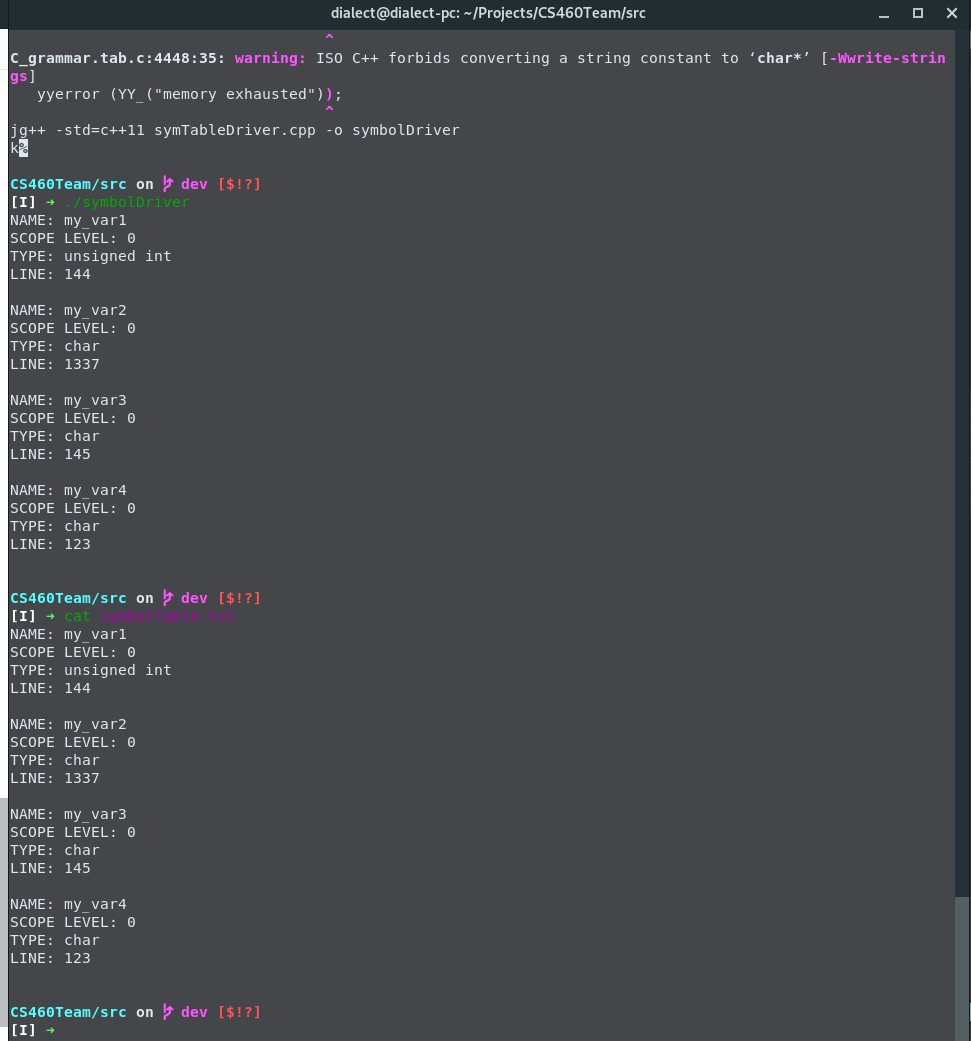 dialect@dialect-pc: ~/Projects/CS460Team/src
^
C_grammar.tab.c:4448:35: warning: ISO C++ forbids converting a string constant to ‘char*’ [-Wwrite-strin
gs]
yyerror (YY_("memory exhausted"));
^
jg++ -std=c++11 symTableDriver.cpp -o symbolDriver
k%
CS460Team/src on dev [$!?]
[I] ➜ ./symbolDriver
NAME: my_var1
SCOPE LEVEL: 0
TYPE: unsigned int
LINE: 144
NAME: my_var2
SCOPE LEVEL: 0
TYPE: char
LINE: 1337
NAME: my_var3
SCOPE LEVEL: 0
TYPE: char
LINE: 145
NAME: my_var4
SCOPE LEVEL: 0
TYPE: char
LINE: 123
CS460Team/src on dev [$!?]
[I] ➜ cat symbolTable.txt
NAME: my_var1
SCOPE LEVEL: 0
TYPE: unsigned int
LINE: 144
NAME: my_var2
SCOPE LEVEL: 0
TYPE: char
LINE: 1337
NAME: my_var3
SCOPE LEVEL: 0
TYPE: char
LINE: 145
NAME: my_var4
SCOPE LEVEL: 0
TYPE: char
LINE: 123
CS460Team/src on dev [$!?]
[I] ➜